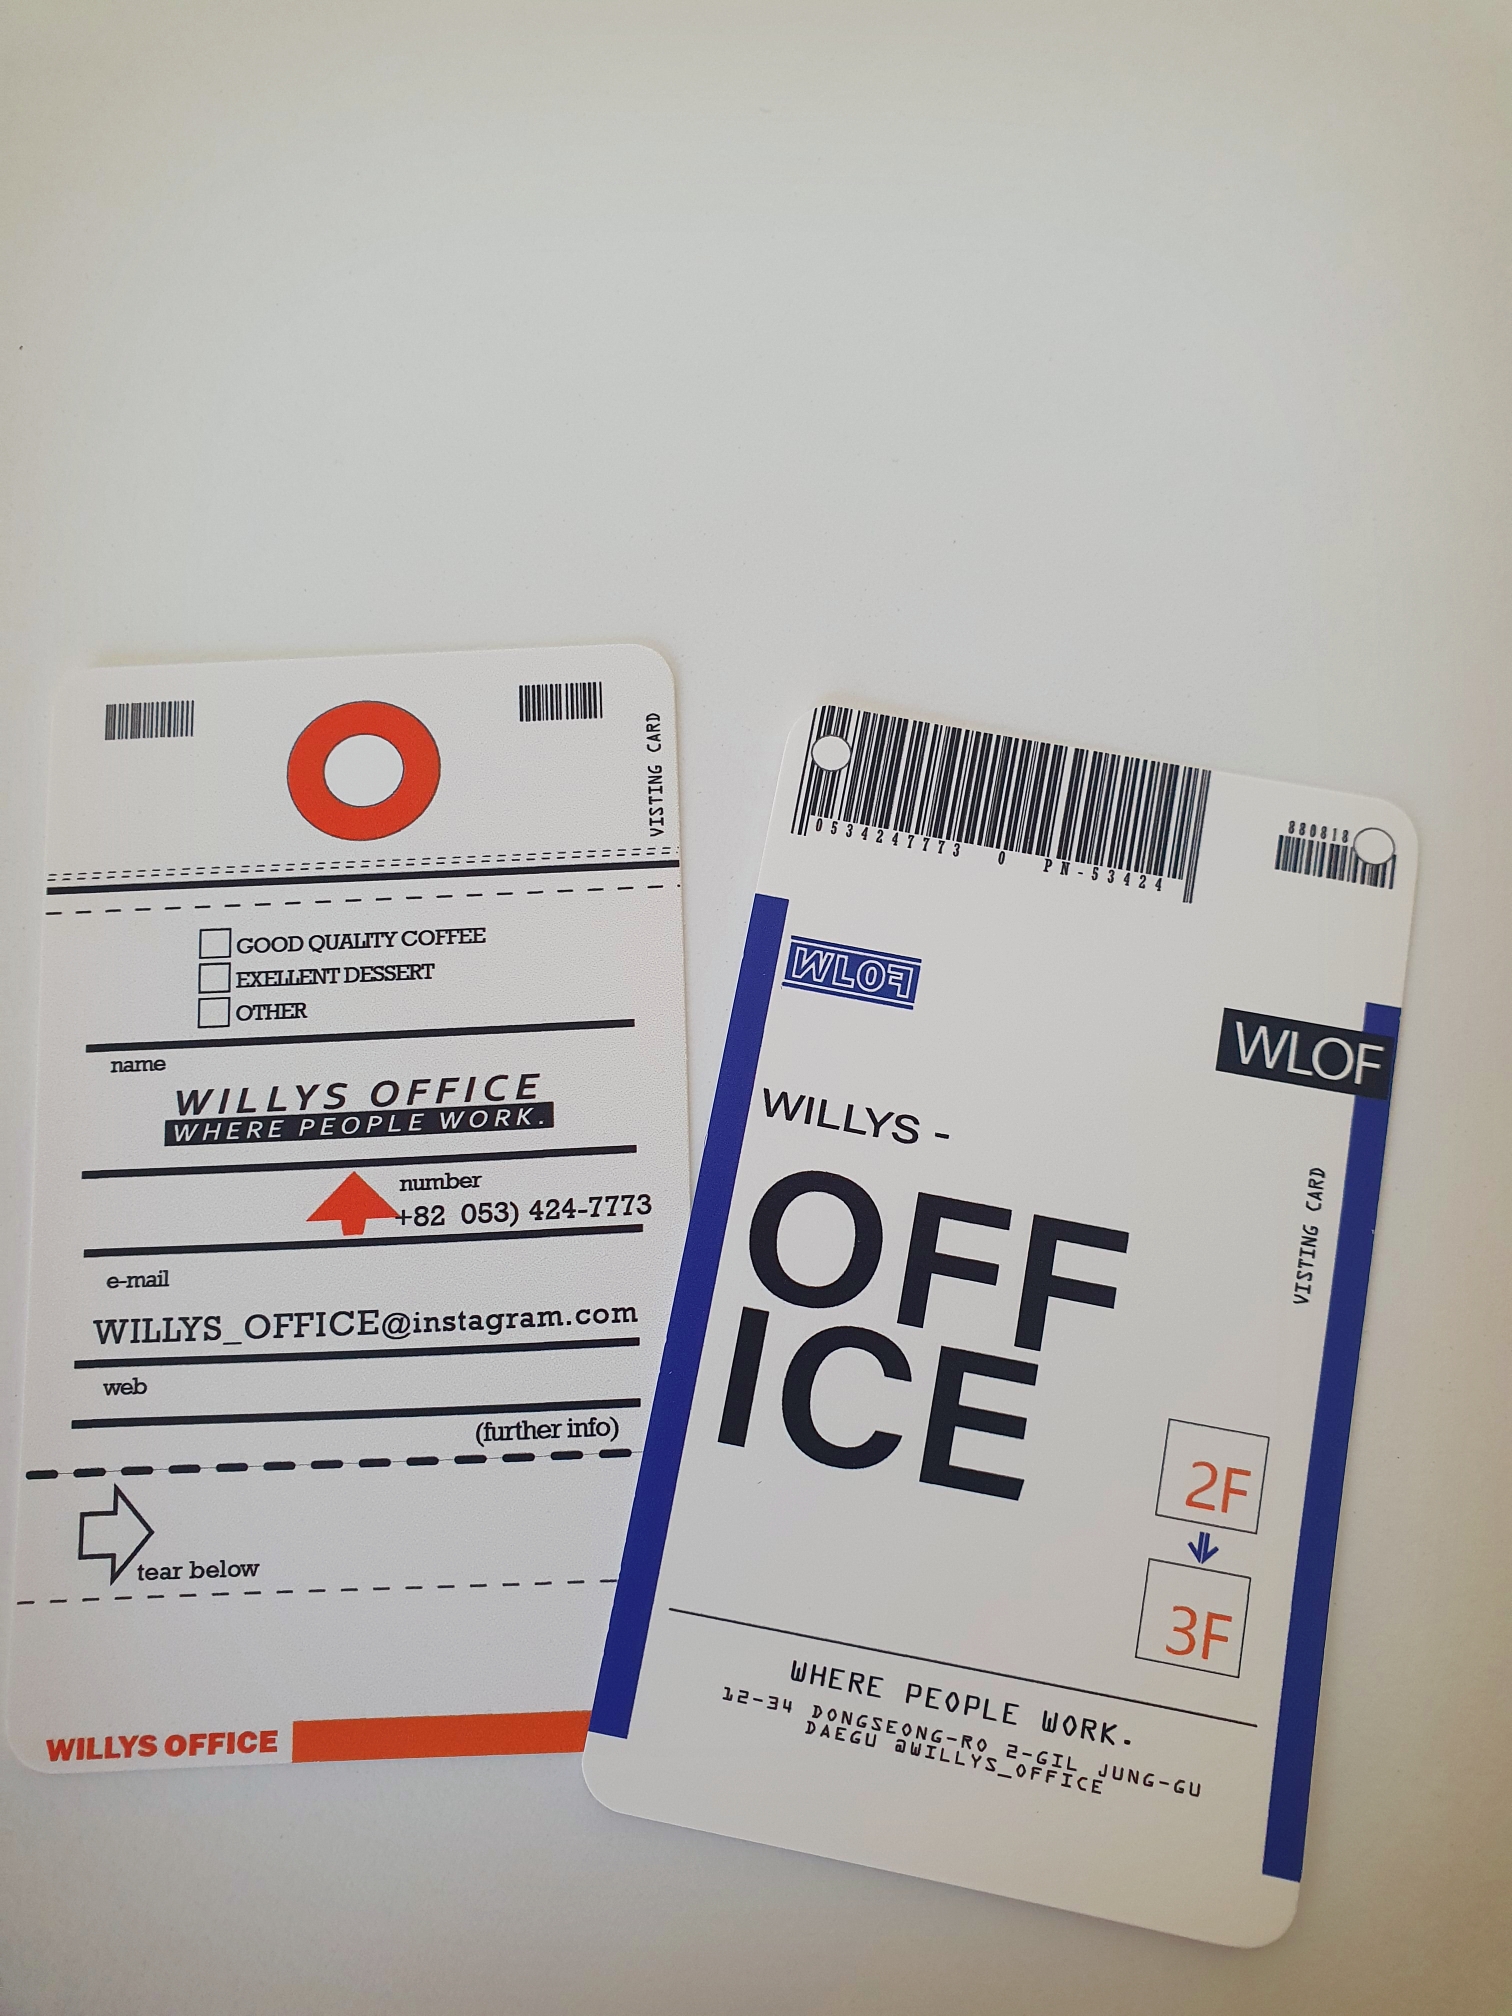 VISTING CARD
GOOD QUALITY COFFEE
EXELLENT DESSERT
OTHER
name
WILLYS OFFICE
WHERE PEOPLE WORK.
number
+82 053) 424-7773
e-mail
WILLYS_OFFICE@instagram.com
web
(further info)
tear below
WILLYS OFFICE
0534247773 0 PN-53424
880818
WLOF
WLOF
WILLYS -
OFF
ICE
VISTING CARD
2F
3F
WHERE PEOPLE WORK.
12-34 DONGSEONG-RO 2-GIL JUNG-GU
DAEGU @WILLYS_OFFICE